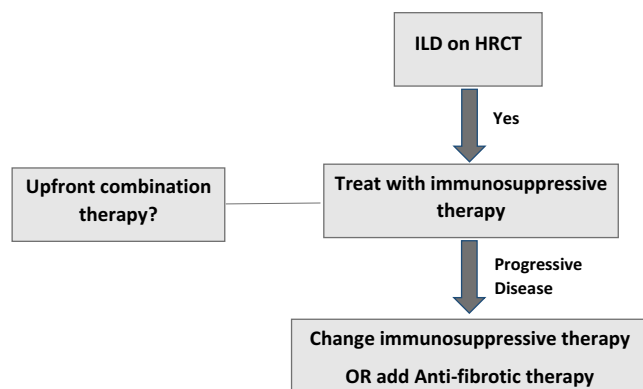 ILD on HRCT
Yes
Upfront combination
therapy?
Treat with immunosuppressive
therapy
Progressive
Disease
Change immunosuppressive therapy
OR add Anti-fibrotic therapy